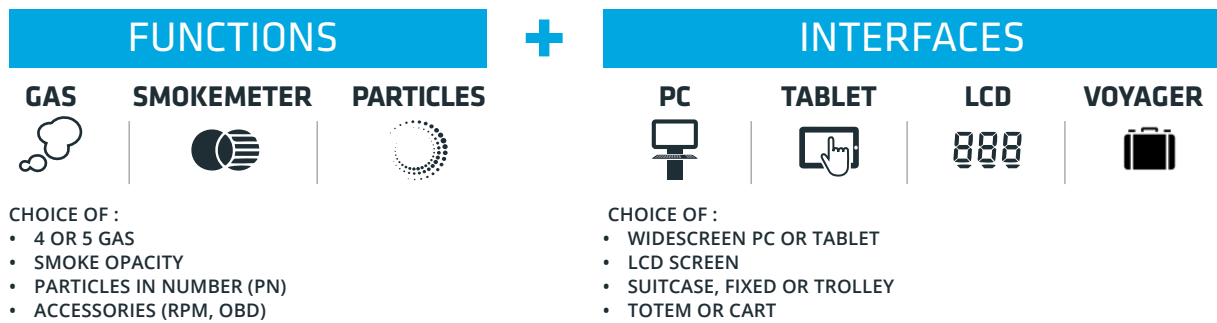 FUNCTIONS + INTERFACES
GAS SMOKEMETER PARTICLES
PC TABLET LCD VOYAGER
888
CHOICE OF :
• 4 OR 5 GAS
• SMOKE OPACITY
• PARTICLES IN NUMBER (PN)
• ACCESSORIES (RPM, OBD)
CHOICE OF :
• WIDESCREEN PC OR TABLET
• LCD SCREEN
• SUITCASE, FIXED OR TROLLEY
• TOTEM OR CART